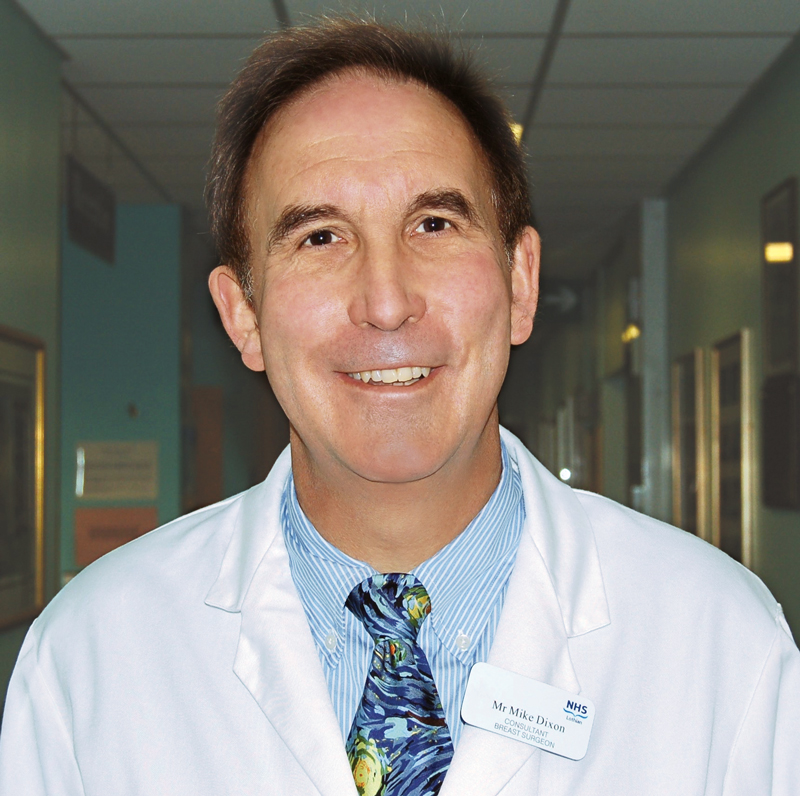 Mr Mike Dixon
CONSULTANT
BREAST SURGEON
NHS
Lothian